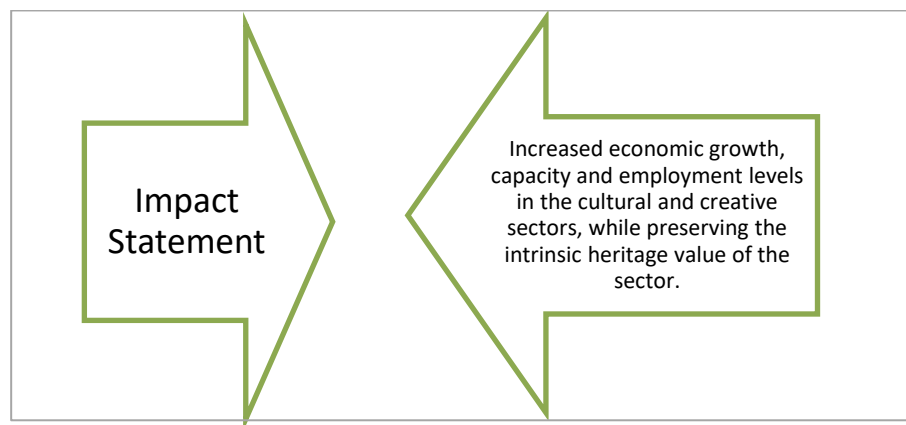 Impact
Statement
Increased economic growth,
capacity and employment levels
in the cultural and creative
sectors, while preserving the
intrinsic heritage value of the
sector.